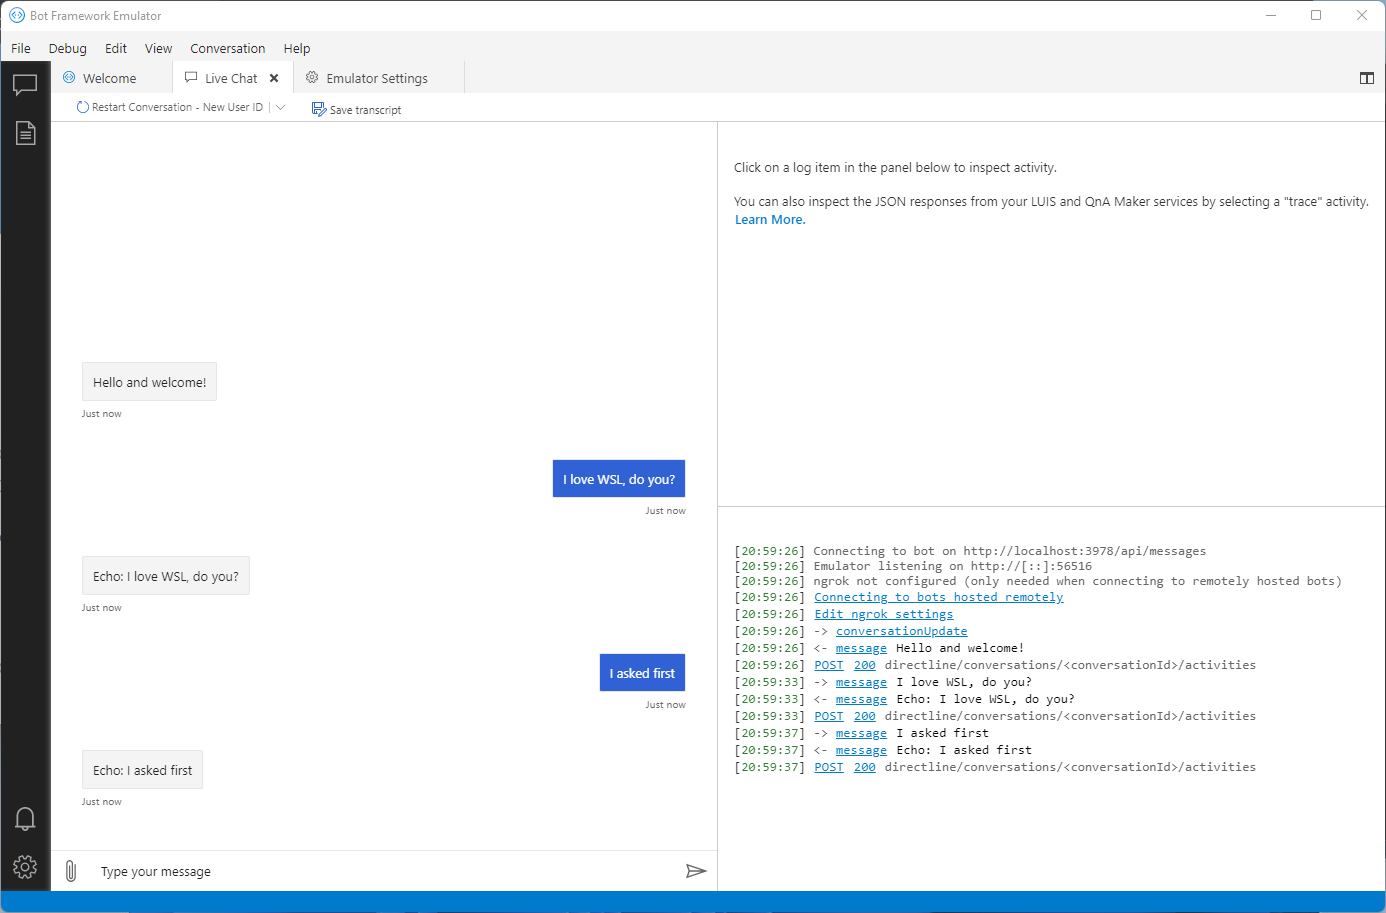 Bot Framework Emulator
File Debug Edit View Conversation Help
Welcome Live Chat Emulator Settings
Restart Conversation - New User ID Save transcript
Hello and welcome!
Just now
I love WSL, do you?
Just now
Echo: I love WSL, do you?
Just now
I asked first
Just now
Echo: I asked first
Just now
Type your message
Click on a log item in the panel below to inspect activity.
You can also inspect the JSON responses from your LUIS and QnA Maker services by selecting a "trace" activity.
Learn More.
[20:59:26] Connecting to bot on http://localhost:3978/api/messages
[20:59:26] Emulator listening on http://[::]:56516
[20:59:26] ngrok not configured (only needed when connecting to remotely hosted bots)
[20:59:26] Connecting to bots hosted remotely
[20:59:26] Edit ngrok settings
[20:59:26] -> conversationUpdate
[20:59:26] <- message Hello and welcome!
[20:59:26] POST 200 directline/conversations/<conversationId>/activities
[20:59:33] -> message I love WSL, do you?
[20:59:33] <- message Echo: I love WSL, do you?
[20:59:33] POST 200 directline/conversations/<conversationId>/activities
[20:59:37] -> message I asked first
[20:59:37] <- message Echo: I asked first
[20:59:37] POST 200 directline/conversations/<conversationId>/activities